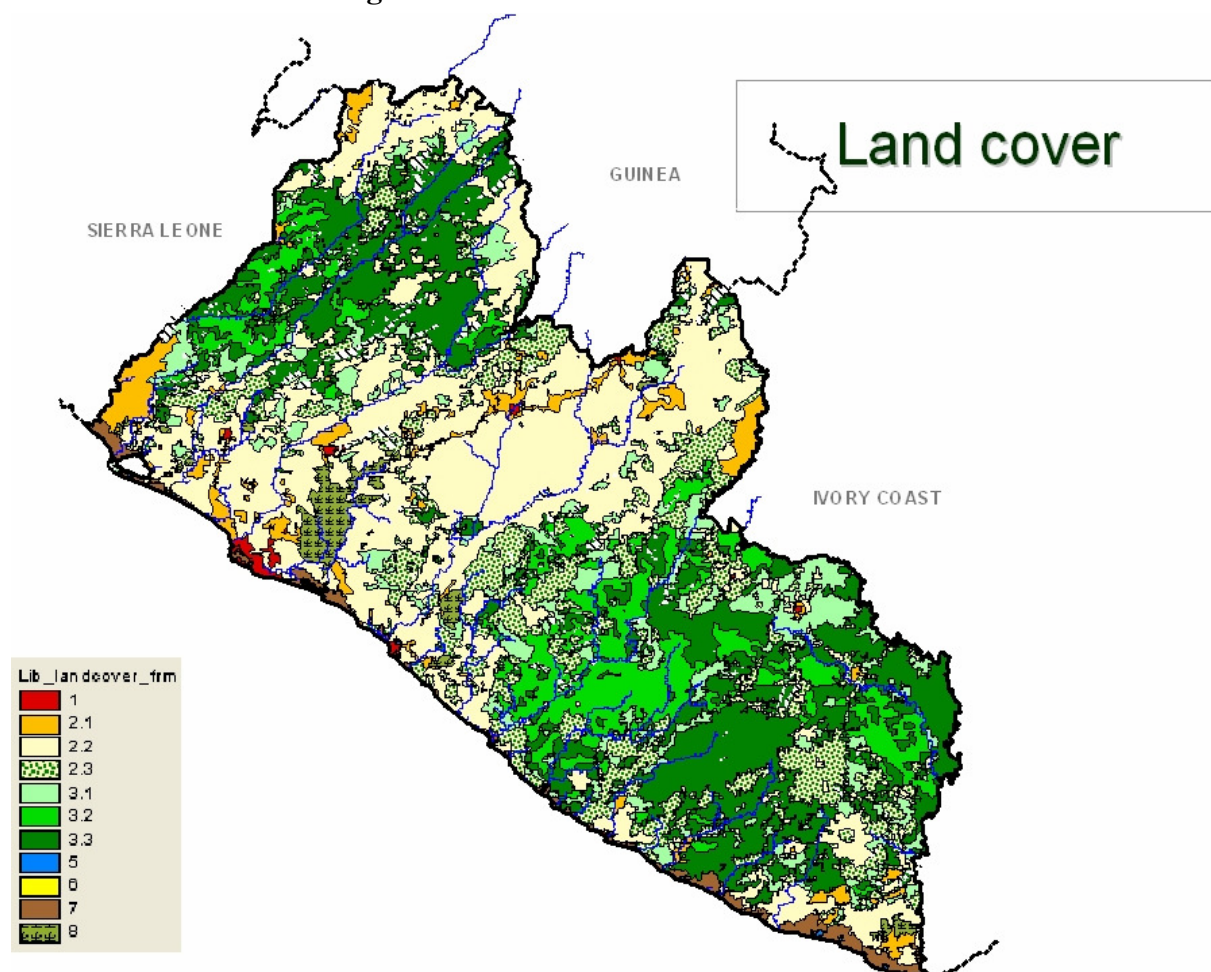 Land cover
GUINEA
SIERRA LEONE
IVORY COAST
Lib_landcover_frm
1
2.1
2.2
2.3
3.1
3.2
3.3
5
6
7
8